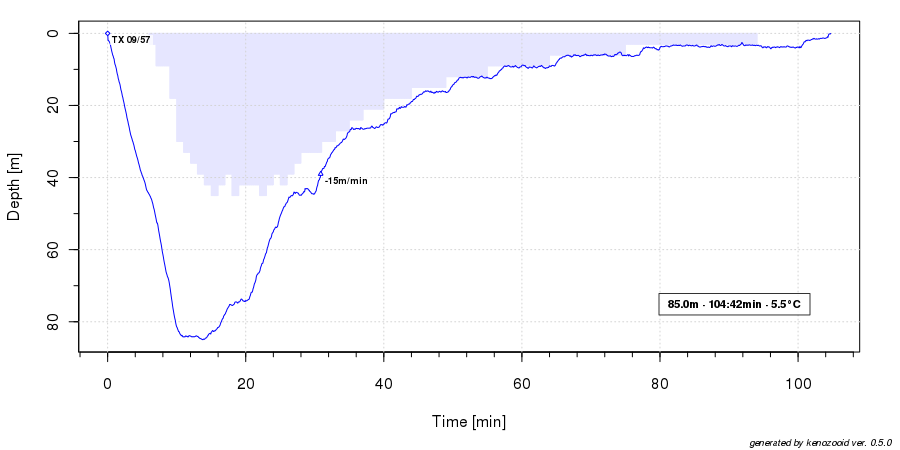 0
20
40
60
80
Depth [m]
TX 09/57
-15m/min
85.0m - 104:42min - 5.5°C
0 20 40 60 80 100
Time [min]
generated by kenozooid ver. 0.5.0